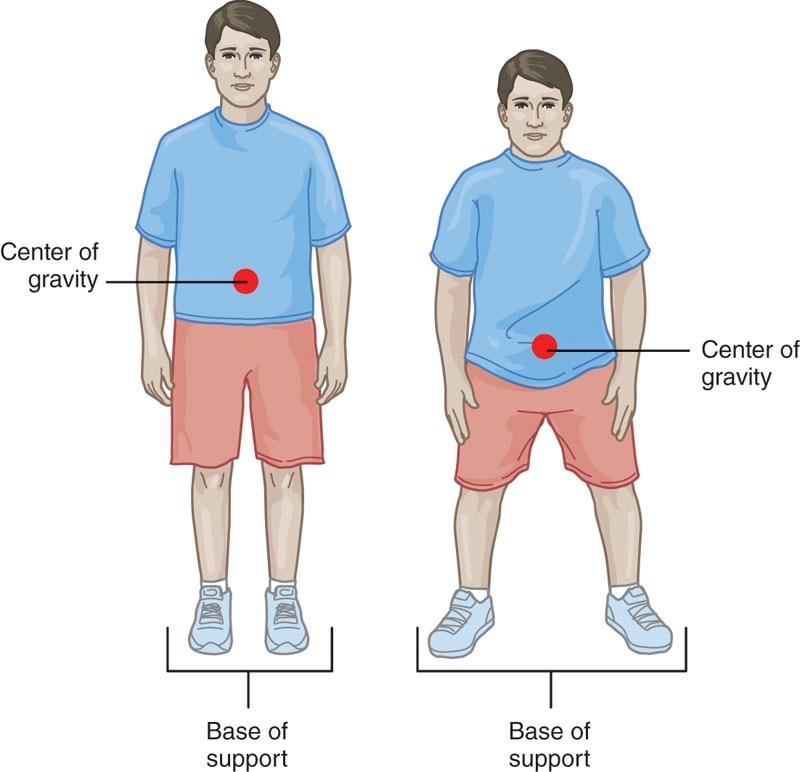 Center of
gravity
Center of
gravity
Base of
support
Base of
support